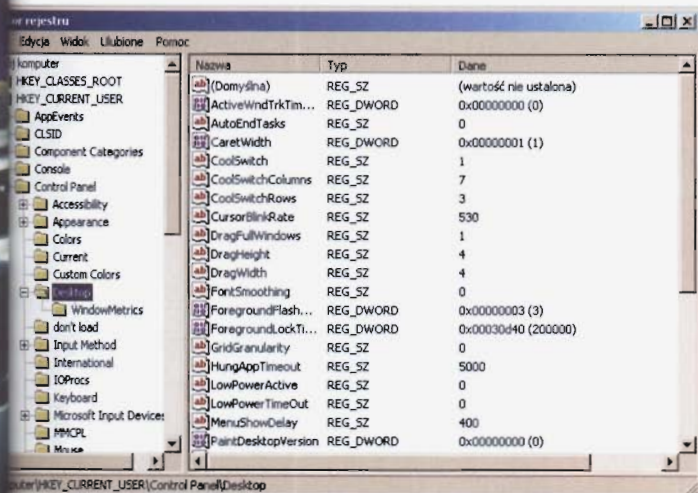 or rejestru
Edycja Widok Ulubione Pomoc
komputer
HKEY_CLASSES_ROOT
HKEY_CURRENT_USER
AppEvents
CLSID
Component Categories
Console
Control Panel
Accessibility
Appearance
Colors
Current
Custom Colors
Desktop
WindowMetrics
don't load
Input Method
International
IOProcs
Keyboard
Microsoft Input Devices
MMCPL
Mouse
Nazwa Typ Dane
(Domyślna) REG_SZ (wartość nie ustalona)
ActiveWndTrkTim... REG_DWORD 0x00000000 (0)
AutoEndTasks REG_SZ 0
CaretWidth REG_DWORD 0x00000001 (1)
CoolSwitch REG_SZ 1
CoolSwitchColumns REG_SZ 7
CoolSwitchRows REG_SZ 3
CursorBlinkRate REG_SZ 530
DragFullWindows REG_SZ 1
DragHeight REG_SZ 4
DragWidth REG_SZ 4
FontSmoothing REG_SZ 0
ForegroundFlash... REG_DWORD 0x00000003 (3)
ForegroundLockTi... REG_DWORD 0x00030d40 (200000)
GridGranularity REG_SZ 0
HungAppTimeout REG_SZ 5000
LowPowerActive REG_SZ 0
LowPowerTimeOut REG_SZ 0
MenuShowDelay REG_SZ 400
PaintDesktopVersion REG_DWORD 0x00000000 (0)
puter\HKEY_CURRENT_USER\Control Panel\Desktop